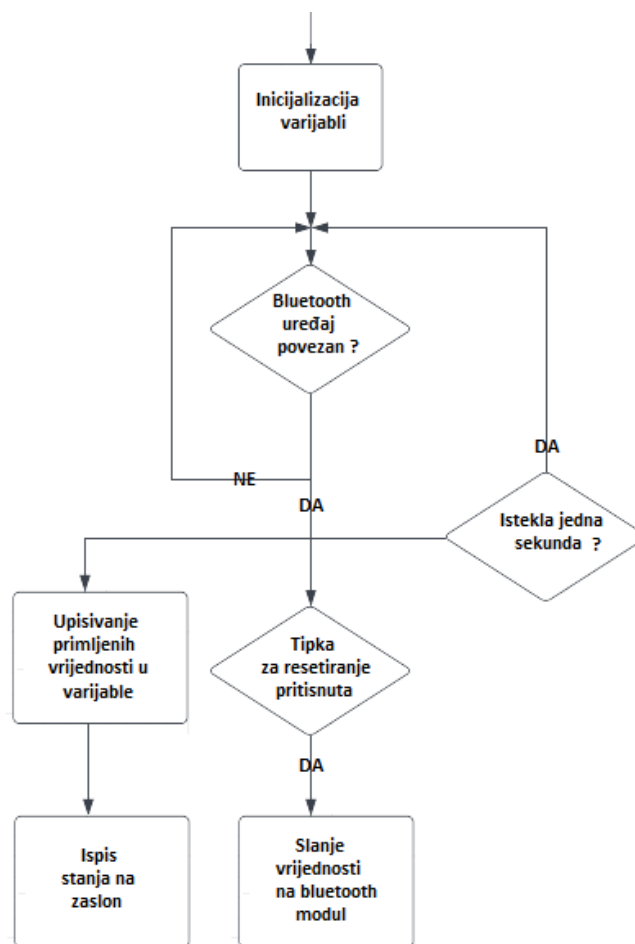 Inicijalizacija
varijabli
Bluetooth
uređaj
povezan ?
NE
DA
DA
Istekla jedna
sekunda ?
Upisivanje
primljenih
vrijednosti u
varijable
Tipka
za resetiranje
pritisnuta
DA
Ispis
stanja na
zaslon
Slanje
vrijednosti
na bluetooth
modul